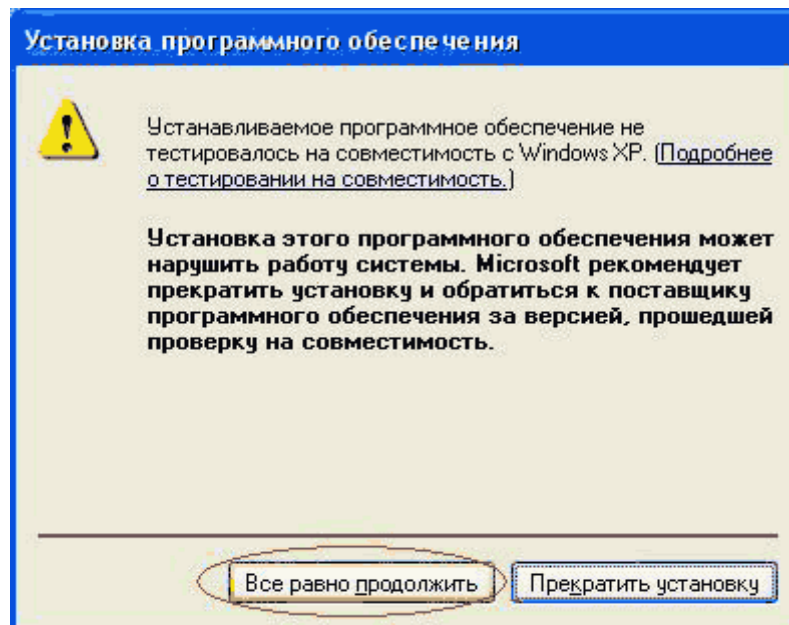 Установка программного обеспечения
Устанавливаемое программное обеспечение не
тестировалось на совместимость с Windows XP. (Подробнее
о тестировании на совместимость.)
Установка этого программного обеспечения может
нарушить работу системы. Microsoft рекомендует
прекратить установку и обратиться к поставщику
программного обеспечения за версией, прошедшей
проверку на совместимость.
Все равно продолжить Прекратить установку